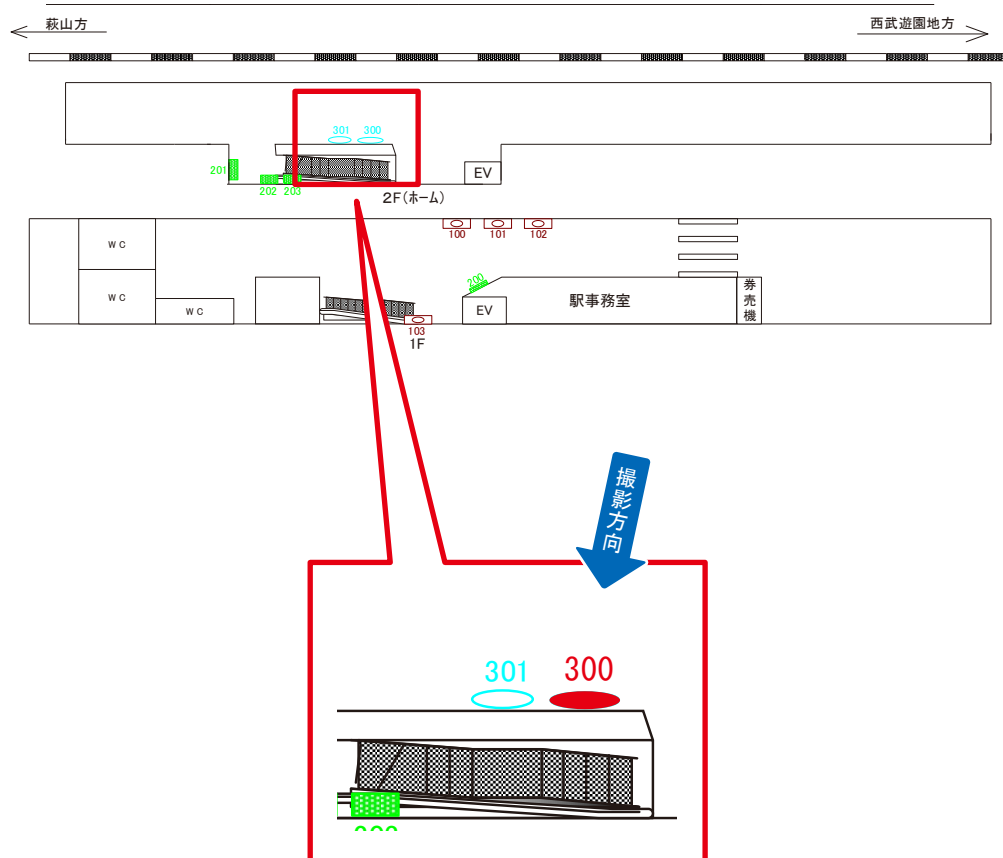 萩山方
西武遊園地方
301 300
201
202 203
EV
2F(ホーム)
100 101 102
WC
WC
WC
200
EV
駅事務室
券売機
103
1F
撮影方向
301 300